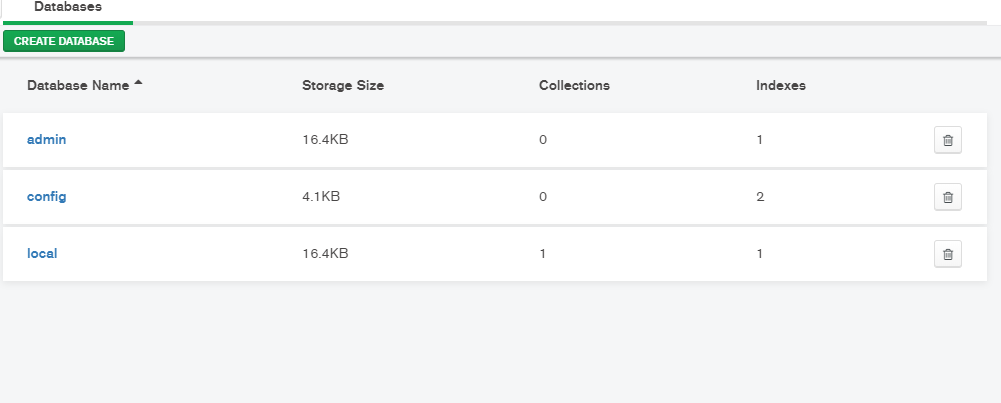 Databases
CREATE DATABASE
Database Name Storage Size Collections Indexes
admin 16.4KB 0 1
config 4.1KB 0 2
local 16.4KB 1 1